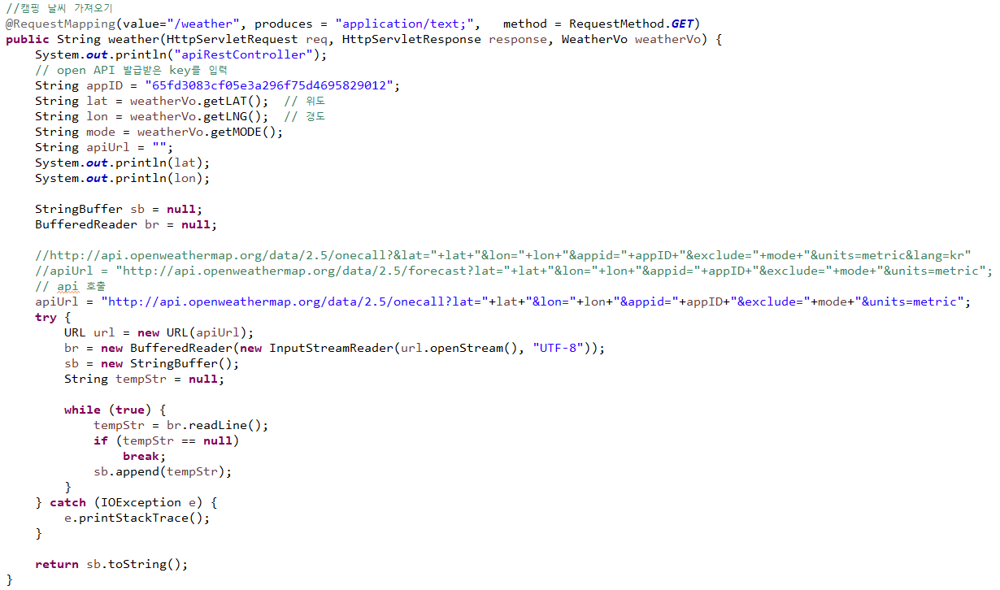 //캠핑 날씨 가져오기
@RequestMapping(value="/weather", produces = "application/text;",   method = RequestMethod.GET)
public String weather(HttpServletRequest req, HttpServletResponse response, WeatherVo weatherVo) {
    System.out.println("apiRestController");
    // open API 발급받은 key를 입력
    String appID = "65fd3083cf05e3a296f75d4695829012";
    String lat = weatherVo.getLAT();  // 위도
    String lon = weatherVo.getLNG();  // 경도
    String mode = weatherVo.getMODE();
    String apiUrl = "";
    System.out.println(lat);
    System.out.println(lon);

    StringBuffer sb = null;
    BufferedReader br = null;

    //http://api.openweathermap.org/data/2.5/onecall?&lat="+lat+"&lon="+lon+"&appid="+appID+"&exclude="+mode+"&units=metric&lang=kr"
    //apiUrl = "http://api.openweathermap.org/data/2.5/forecast?lat="+lat+"&lon="+lon+"&appid="+appID+"&exclude="+mode+"&units=metric";
    // api 호출
    apiUrl = "http://api.openweathermap.org/data/2.5/onecall?lat="+lat+"&lon="+lon+"&appid="+appID+"&exclude="+mode+"&units=metric";
    try {
        URL url = new URL(apiUrl);
        br = new BufferedReader(new InputStreamReader(url.openStream(), "UTF-8"));
        sb = new StringBuffer();
        String tempStr = null;

        while (true) {
            tempStr = br.readLine();
            if (tempStr == null)
                break;
            sb.append(tempStr);
        }
    } catch (IOException e) {
        e.printStackTrace();
    }

    return sb.toString();
}